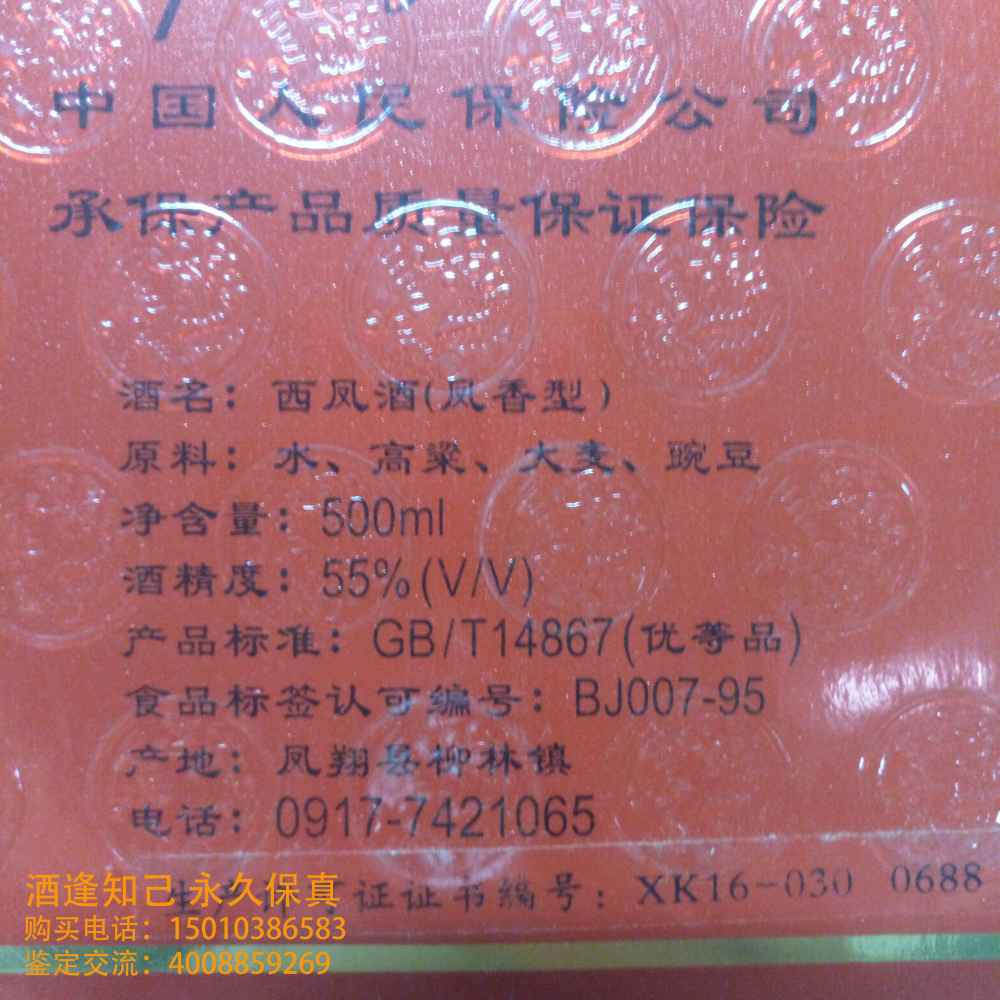 中国人民保险公司
承保产品质量保证保险
酒名：西凤酒(凤香型)
原料：水、高粱、大麦、豌豆
净含量：500ml
酒精度：55%(V/V)
产品标准：GB/T14867(优等品)
食品标签认可编号：BJ007-95
产地：凤翔县柳林镇
电话：0917-7421065
生产许可证证书编号：XK16-030 0688
酒逢知己 永久保真
购买电话：15010386583
鉴定交流：4008859269